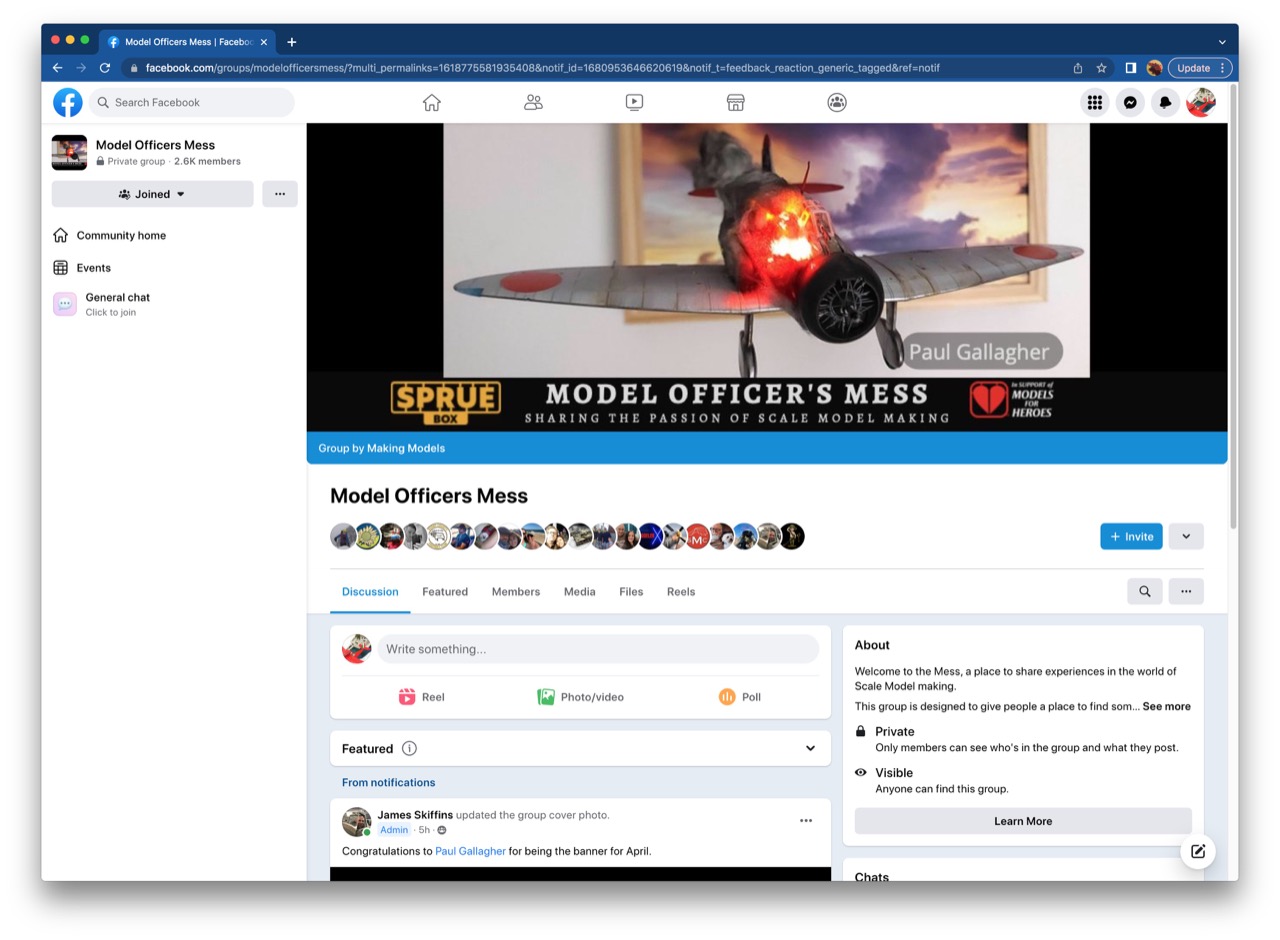 Model Officers Mess | Faceboo
facebook.com/groups/modelofficersmess/?multi_permalinks=1618775581935408&notif_id=1680953646620619&notif_t=feedback_reaction_generic_tagged&ref=notif
Update
Search Facebook
Model Officers Mess
Private group · 2.6K members
Joined
Community home
Events
General chat
Click to join
Paul Gallagher
SPRUE
BOX
MODEL OFFICER'S MESS
SHARING THE PASSION OF SCALE MODEL MAKING
In SUPPORT of
MODELS
FOR
HEROES
Group by Making Models
Model Officers Mess
+ Invite
Discussion Featured Members Media Files Reels
Write something...
Reel Photo/video Poll
Featured
From notifications
James Skiffins updated the group cover photo.
Admin · 5h ·
Congratulations to Paul Gallagher for being the banner for April.
About
Welcome to the Mess, a place to share experiences in the world of
Scale Model making.
This group is designed to give people a place to find som... See more
Private
Only members can see who's in the group and what they post.
Visible
Anyone can find this group.
Learn More
Chats